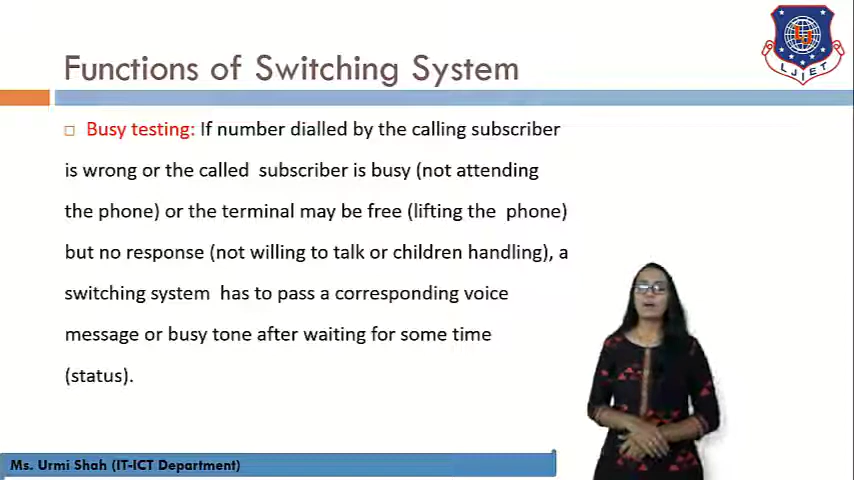 Functions of Switching System
LJIET
Busy testing: If number dialled by the calling subscriber
is wrong or the called subscriber is busy (not attending
the phone) or the terminal may be free (lifting the phone)
but no response (not willing to talk or children handling), a
switching system has to pass a corresponding voice
message or busy tone after waiting for some time
(status).
Ms. Urmi Shah (IT-ICT Department)